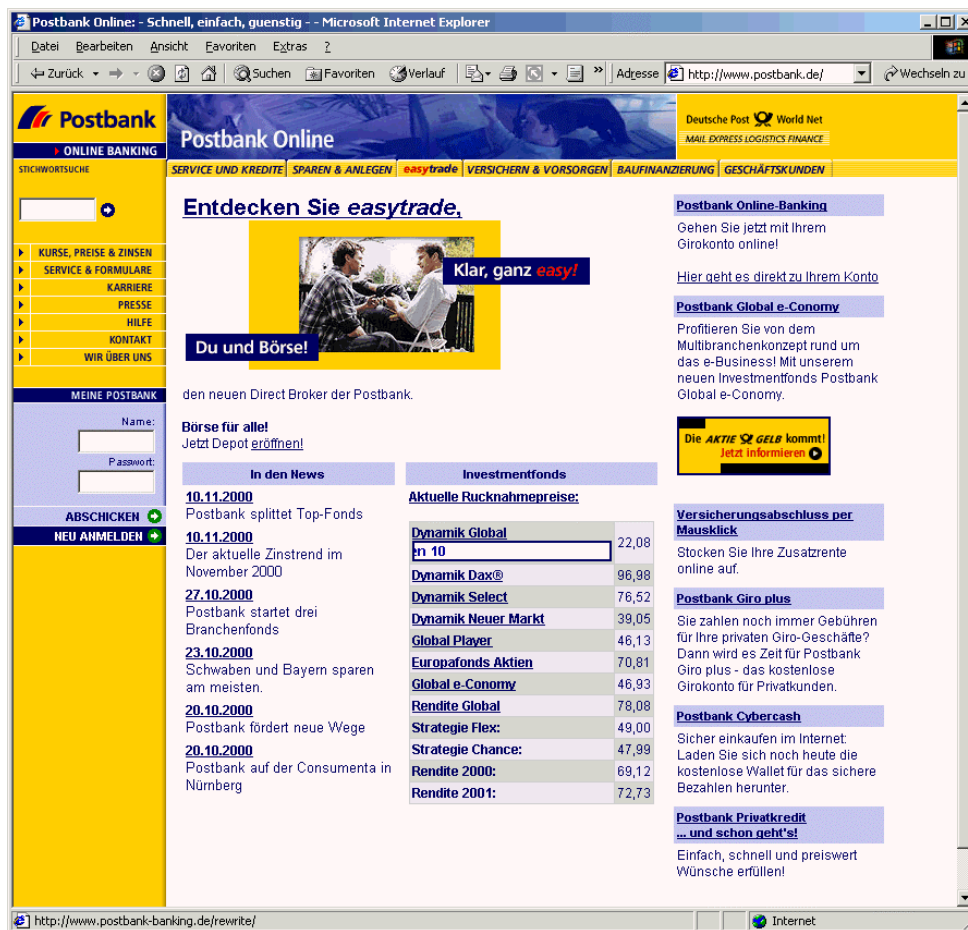 Postbank Online: - Schnell, einfach, guenstig - - Microsoft Internet Explorer
Datei Bearbeiten Ansicht Favoriten Extras ?
Zurück Suchen Favoriten Verlauf » Adresse http://www.postbank.de/ Wechseln zu
Postbank
ONLINE BANKING
Postbank Online
Deutsche Post World Net
MAIL EXPRESS LOGISTICS FINANCE
STICHWORTSUCHE
SERVICE UND KREDITE SPAREN & ANLEGEN easytrade VERSICHERN & VORSORGEN BAUFINANZIERUNG GESCHÄFTSKUNDEN
KURSE, PREISE & ZINSEN
SERVICE & FORMULARE
KARRIERE
PRESSE
HILFE
KONTAKT
WIR ÜBER UNS
MEINE POSTBANK
Name:
Passwort:
ABSCHICKEN
NEU ANMELDEN
Entdecken Sie easytrade,
Klar, ganz easy!
Du und Börse!
den neuen Direct Broker der Postbank.
Börse für alle!
Jetzt Depot eröffnen!
In den News
10.11.2000
Postbank splittet Top-Fonds
10.11.2000
Der aktuelle Zinstrend im
November 2000
27.10.2000
Postbank startet drei
Branchenfonds
23.10.2000
Schwaben und Bayern sparen
am meisten.
20.10.2000
Postbank fördert neue Wege
20.10.2000
Postbank auf der Consumenta in
Nürnberg
Investmentfonds
Aktuelle Rucknahmepreise:
Dynamik Global 22,08
en 10
Dynamik Dax® 96,98
Dynamik Select 76,52
Dynamik Neuer Markt 39,05
Global Player 46,13
Europafonds Aktien 70,81
Global e-Conomy 46,93
Rendite Global 78,08
Strategie Flex: 49,00
Strategie Chance: 47,99
Rendite 2000: 69,12
Rendite 2001: 72,73
Postbank Online-Banking
Gehen Sie jetzt mit Ihrem
Girokonto online!
Hier geht es direkt zu Ihrem Konto
Postbank Global e-Conomy
Profitieren Sie von dem
Multibranchenkonzept rund um
das e-Business! Mit unserem
neuen Investmentfonds Postbank
Global e-Conomy.
Die AKTIE GELB kommt!
Jetzt informieren
Versicherungsabschluss per
Mausklick
Stocken Sie Ihre Zusatzrente
online auf.
Postbank Giro plus
Sie zahlen noch immer Gebühren
für Ihre privaten Giro-Geschäfte?
Dann wird es Zeit für Postbank
Giro plus - das kostenlose
Girokonto für Privatkunden.
Postbank Cybercash
Sicher einkaufen im Internet:
Laden Sie sich noch heute die
kostenlose Wallet für das sichere
Bezahlen herunter.
Postbank Privatkredit
... und schon geht's!
Einfach, schnell und preiswert
Wünsche erfüllen!
http://www.postbank-banking.de/rewrite/
Internet